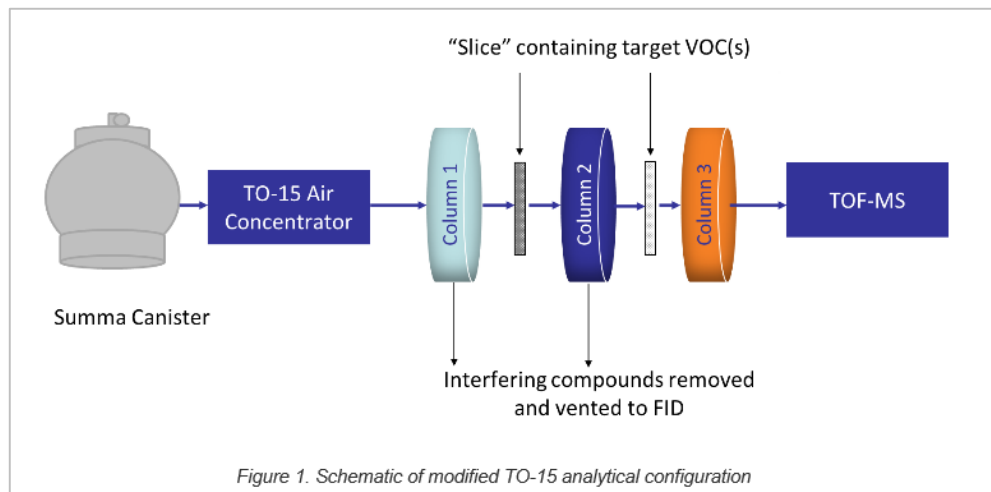 “Slice” containing target VOC(s)
TO-15 Air
Concentrator
Column 1
Column 2
Column 3
TOF-MS
Summa Canister
Interfering compounds removed
and vented to FID
Figure 1. Schematic of modified TO-15 analytical configuration